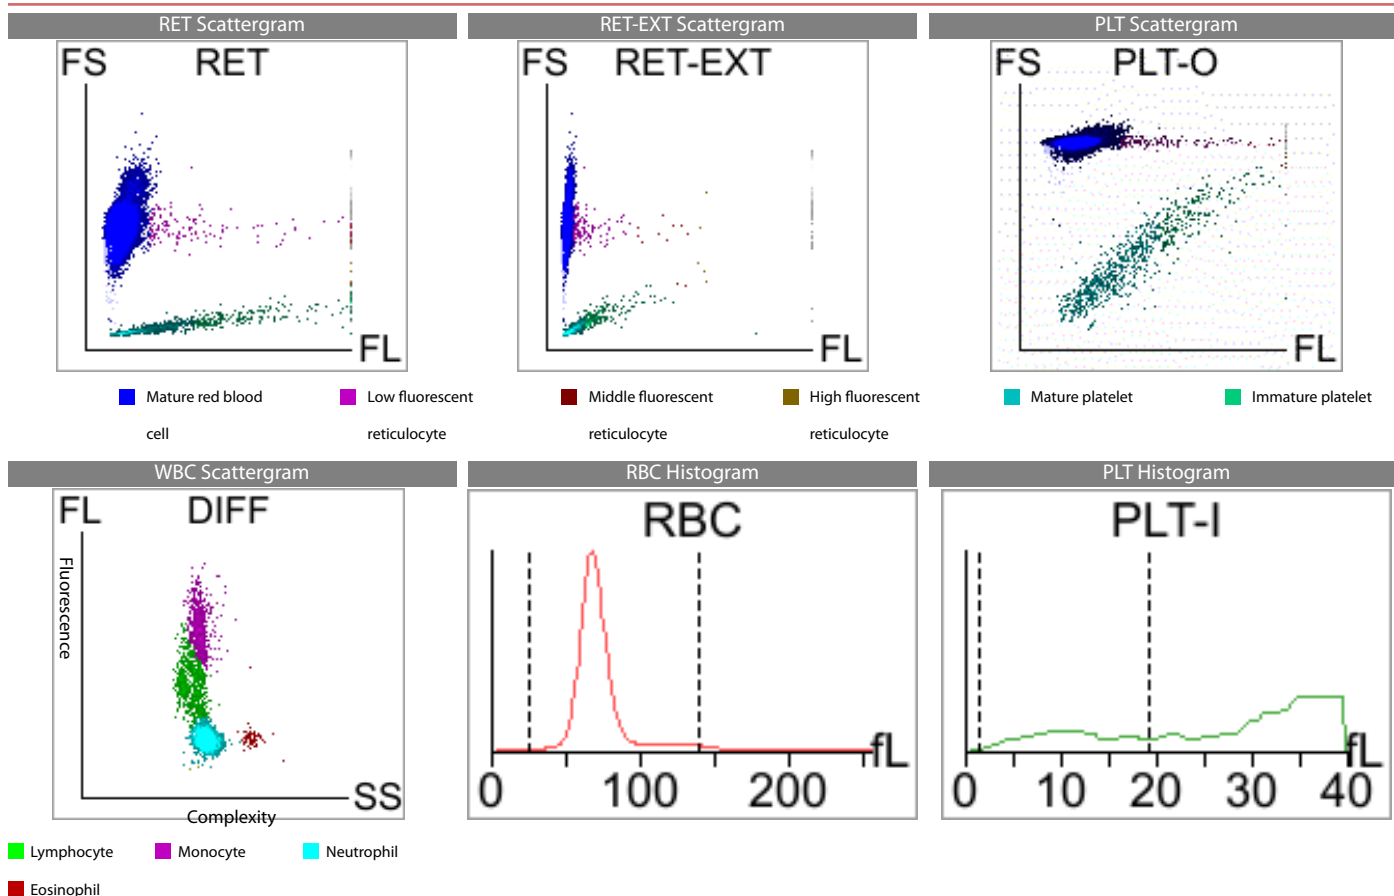 RET Scattergram
RET-EXT Scattergram
PLT Scattergram
FS RET
FL
FS RET-EXT
FL
FS PLT-O
FL
Mature red blood cell
Low fluorescent reticulocyte
Middle fluorescent reticulocyte
High fluorescent reticulocyte
Mature platelet
Immature platelet
WBC Scattergram
RBC Histogram
PLT Histogram
FL DIFF
Fluorescence
SS
Complexity
RBC
fL
0 100 200
PLT-I
fL
0 10 20 30 40
Lymphocyte
Monocyte
Neutrophil
Eosinophil